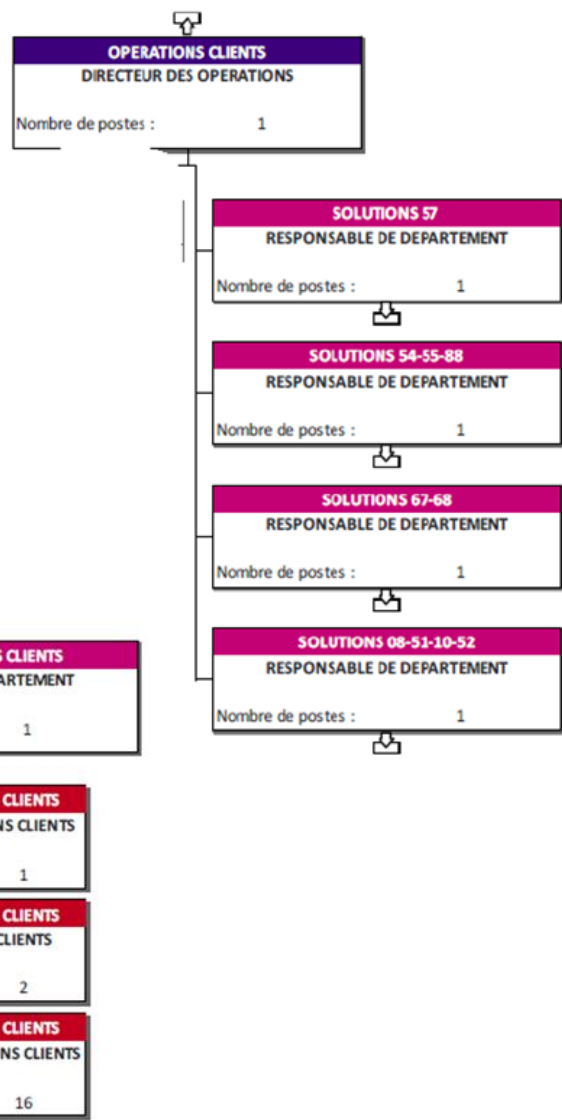 OPERATIONS CLIENTS
DIRECTEUR DES OPERATIONS
Nombre de postes : 1
SOLUTIONS 57
RESPONSABLE DE DEPARTEMENT
Nombre de postes : 1
SOLUTIONS 54-55-88
RESPONSABLE DE DEPARTEMENT
Nombre de postes : 1
SOLUTIONS 67-68
RESPONSABLE DE DEPARTEMENT
Nombre de postes : 1
SOLUTIONS 08-51-10-52
RESPONSABLE DE DEPARTEMENT
Nombre de postes : 1
S CLIENTS
ARTEMENT
1
CLIENTS
NS CLIENTS
1
CLIENTS
CLIENTS
2
CLIENTS
NS CLIENTS
16